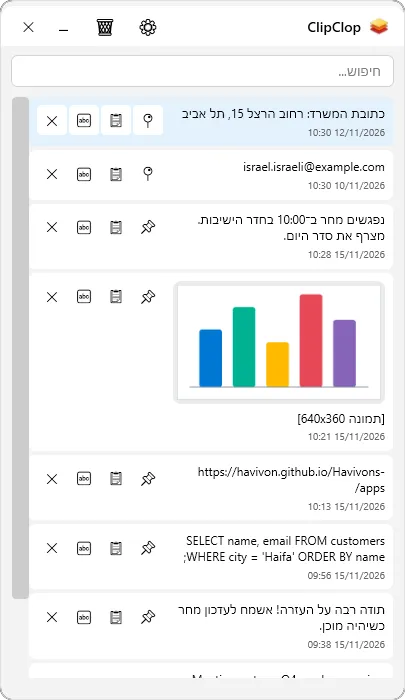 ClipClop
חיפוש...
כתובת המשרד: רחוב הרצל 15, תל אביב
10:30 12/11/2026
israel.israeli@example.com
10:30 10/11/2026
נפגשים מחר ב־10:00 בחדר הישיבות.
מצרף את סדר היום.
10:28 15/11/2026
[תמונה 640x360]
10:21 15/11/2026
https://havivon.github.io/Havivons-
apps/
10:13 15/11/2026
SELECT name, email FROM customers
WHERE city = 'Haifa' ORDER BY name;
09:56 15/11/2026
תודה רבה על העזרה! אשמח לעדכון מחר
כשיהיה מוכן.
09:38 15/11/2026